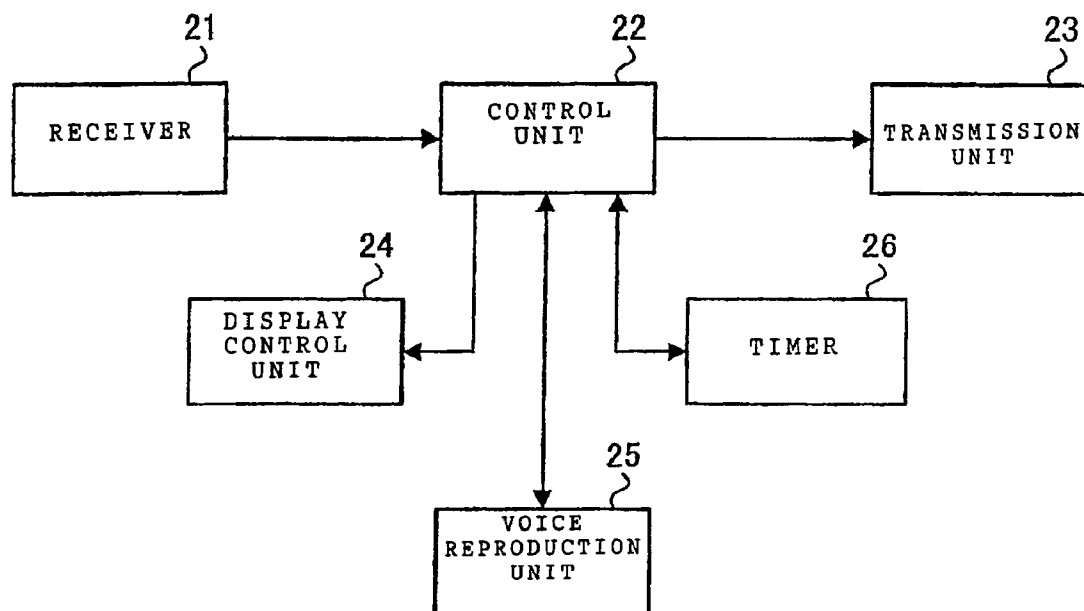 21
22
23
RECEIVER
CONTROL
UNIT
TRANSMISSION
UNIT
24
26
DISPLAY
CONTROL
UNIT
TIMER
25
VOICE
REPRODUCTION
UNIT